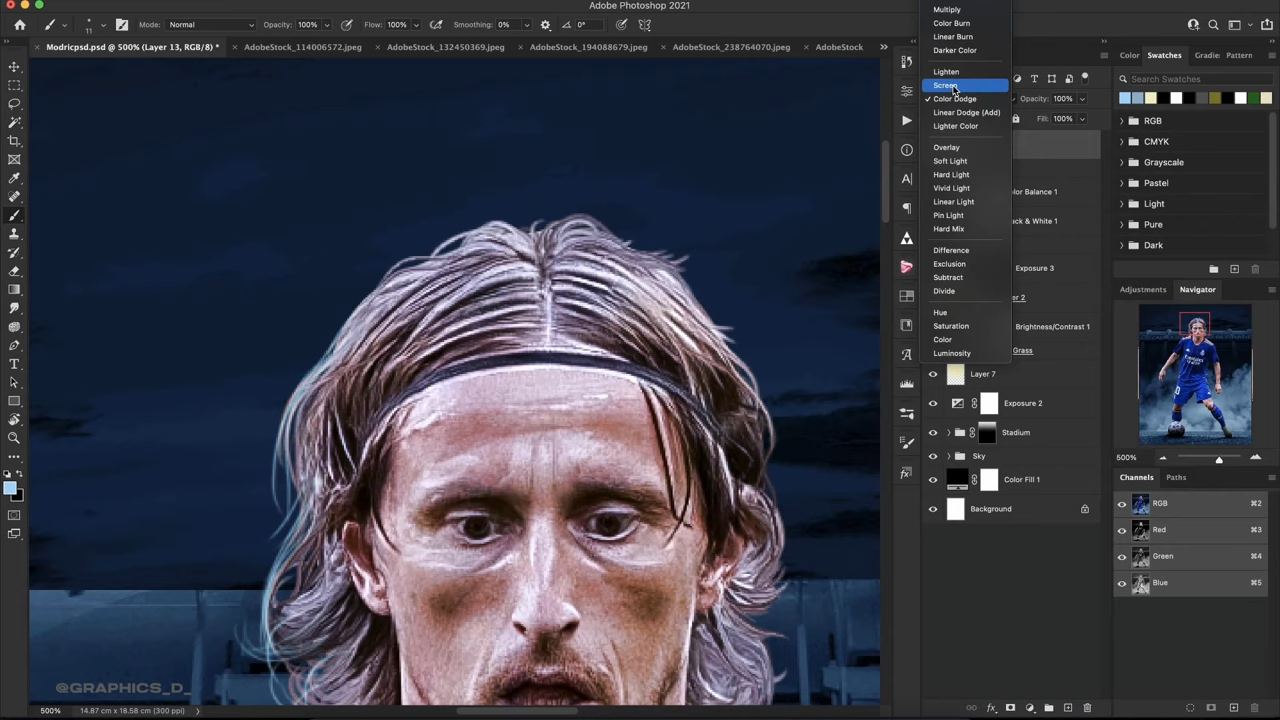 Adobe Photoshop 2021
11
Mode: Normal
Opacity: 100%
Flow: 100%
Smoothing: 0%
0°
Modricpsd.psd @ 500% (Layer 13, RGB/8) *
AdobeStock_114006572.jpeg
AdobeStock_132450369.jpeg
AdobeStock_194088679.jpeg
AdobeStock_238764070.jpeg
AdobeStock
Multiply
Color Burn
Linear Burn
Darker Color
Lighten
Screen
Color Dodge
Linear Dodge (Add)
Lighter Color
Overlay
Soft Light
Hard Light
Vivid Light
Linear Light
Pin Light
Hard Mix
Difference
Exclusion
Subtract
Divide
Hue
Saturation
Color
Luminosity
Opacity: 100%
Fill: 100%
Exposure 3
Brightness/Contrast 1
Grass
Layer 7
Exposure 2
Stadium
Sky
Color Fill 1
Background
Color
Swatches
Gradie
Pattern
Search Swatches
RGB
CMYK
Grayscale
Pastel
Light
Pure
Dark
Adjustments
Navigator
500%
Channels
Paths
RGB ⌘2
Red ⌘3
Green ⌘4
Blue ⌘5
@GRAPHICS_D_
500%
14.87 cm x 18.58 cm (300 ppi)